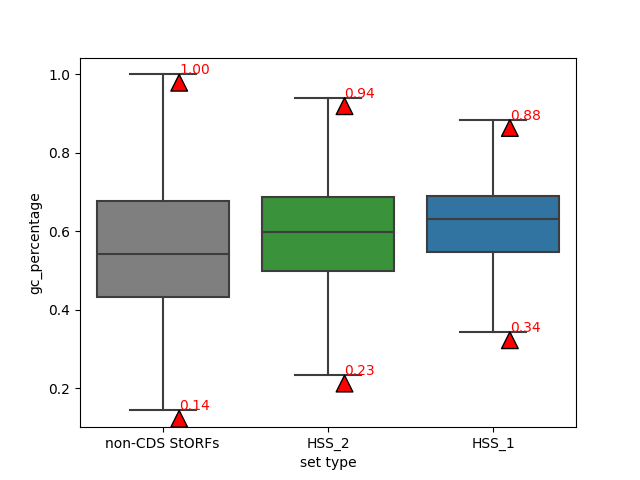 1.00
0.94
0.88
0.34
0.23
0.14
1.0
0.8
0.6
0.4
0.2
gc_percentage
non-CDS StORFs
HSS_2
HSS_1
set type